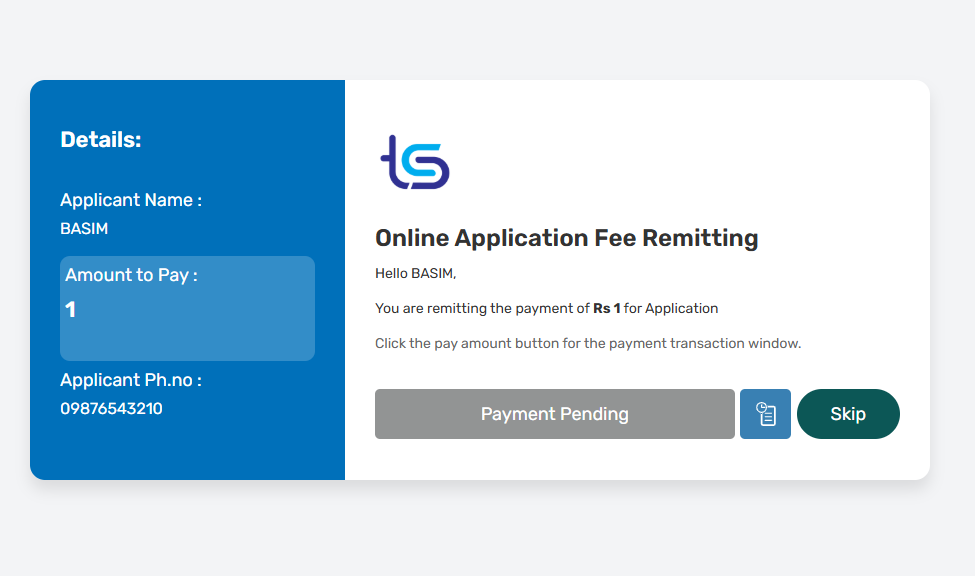 Details:
Applicant Name :
BASIM
Amount to Pay :
1
Applicant Ph.no :
09876543210
ts
Online Application Fee Remitting
Hello BASIM,
You are remitting the payment of Rs 1 for Application
Click the pay amount button for the payment transaction window.
Payment Pending
Skip